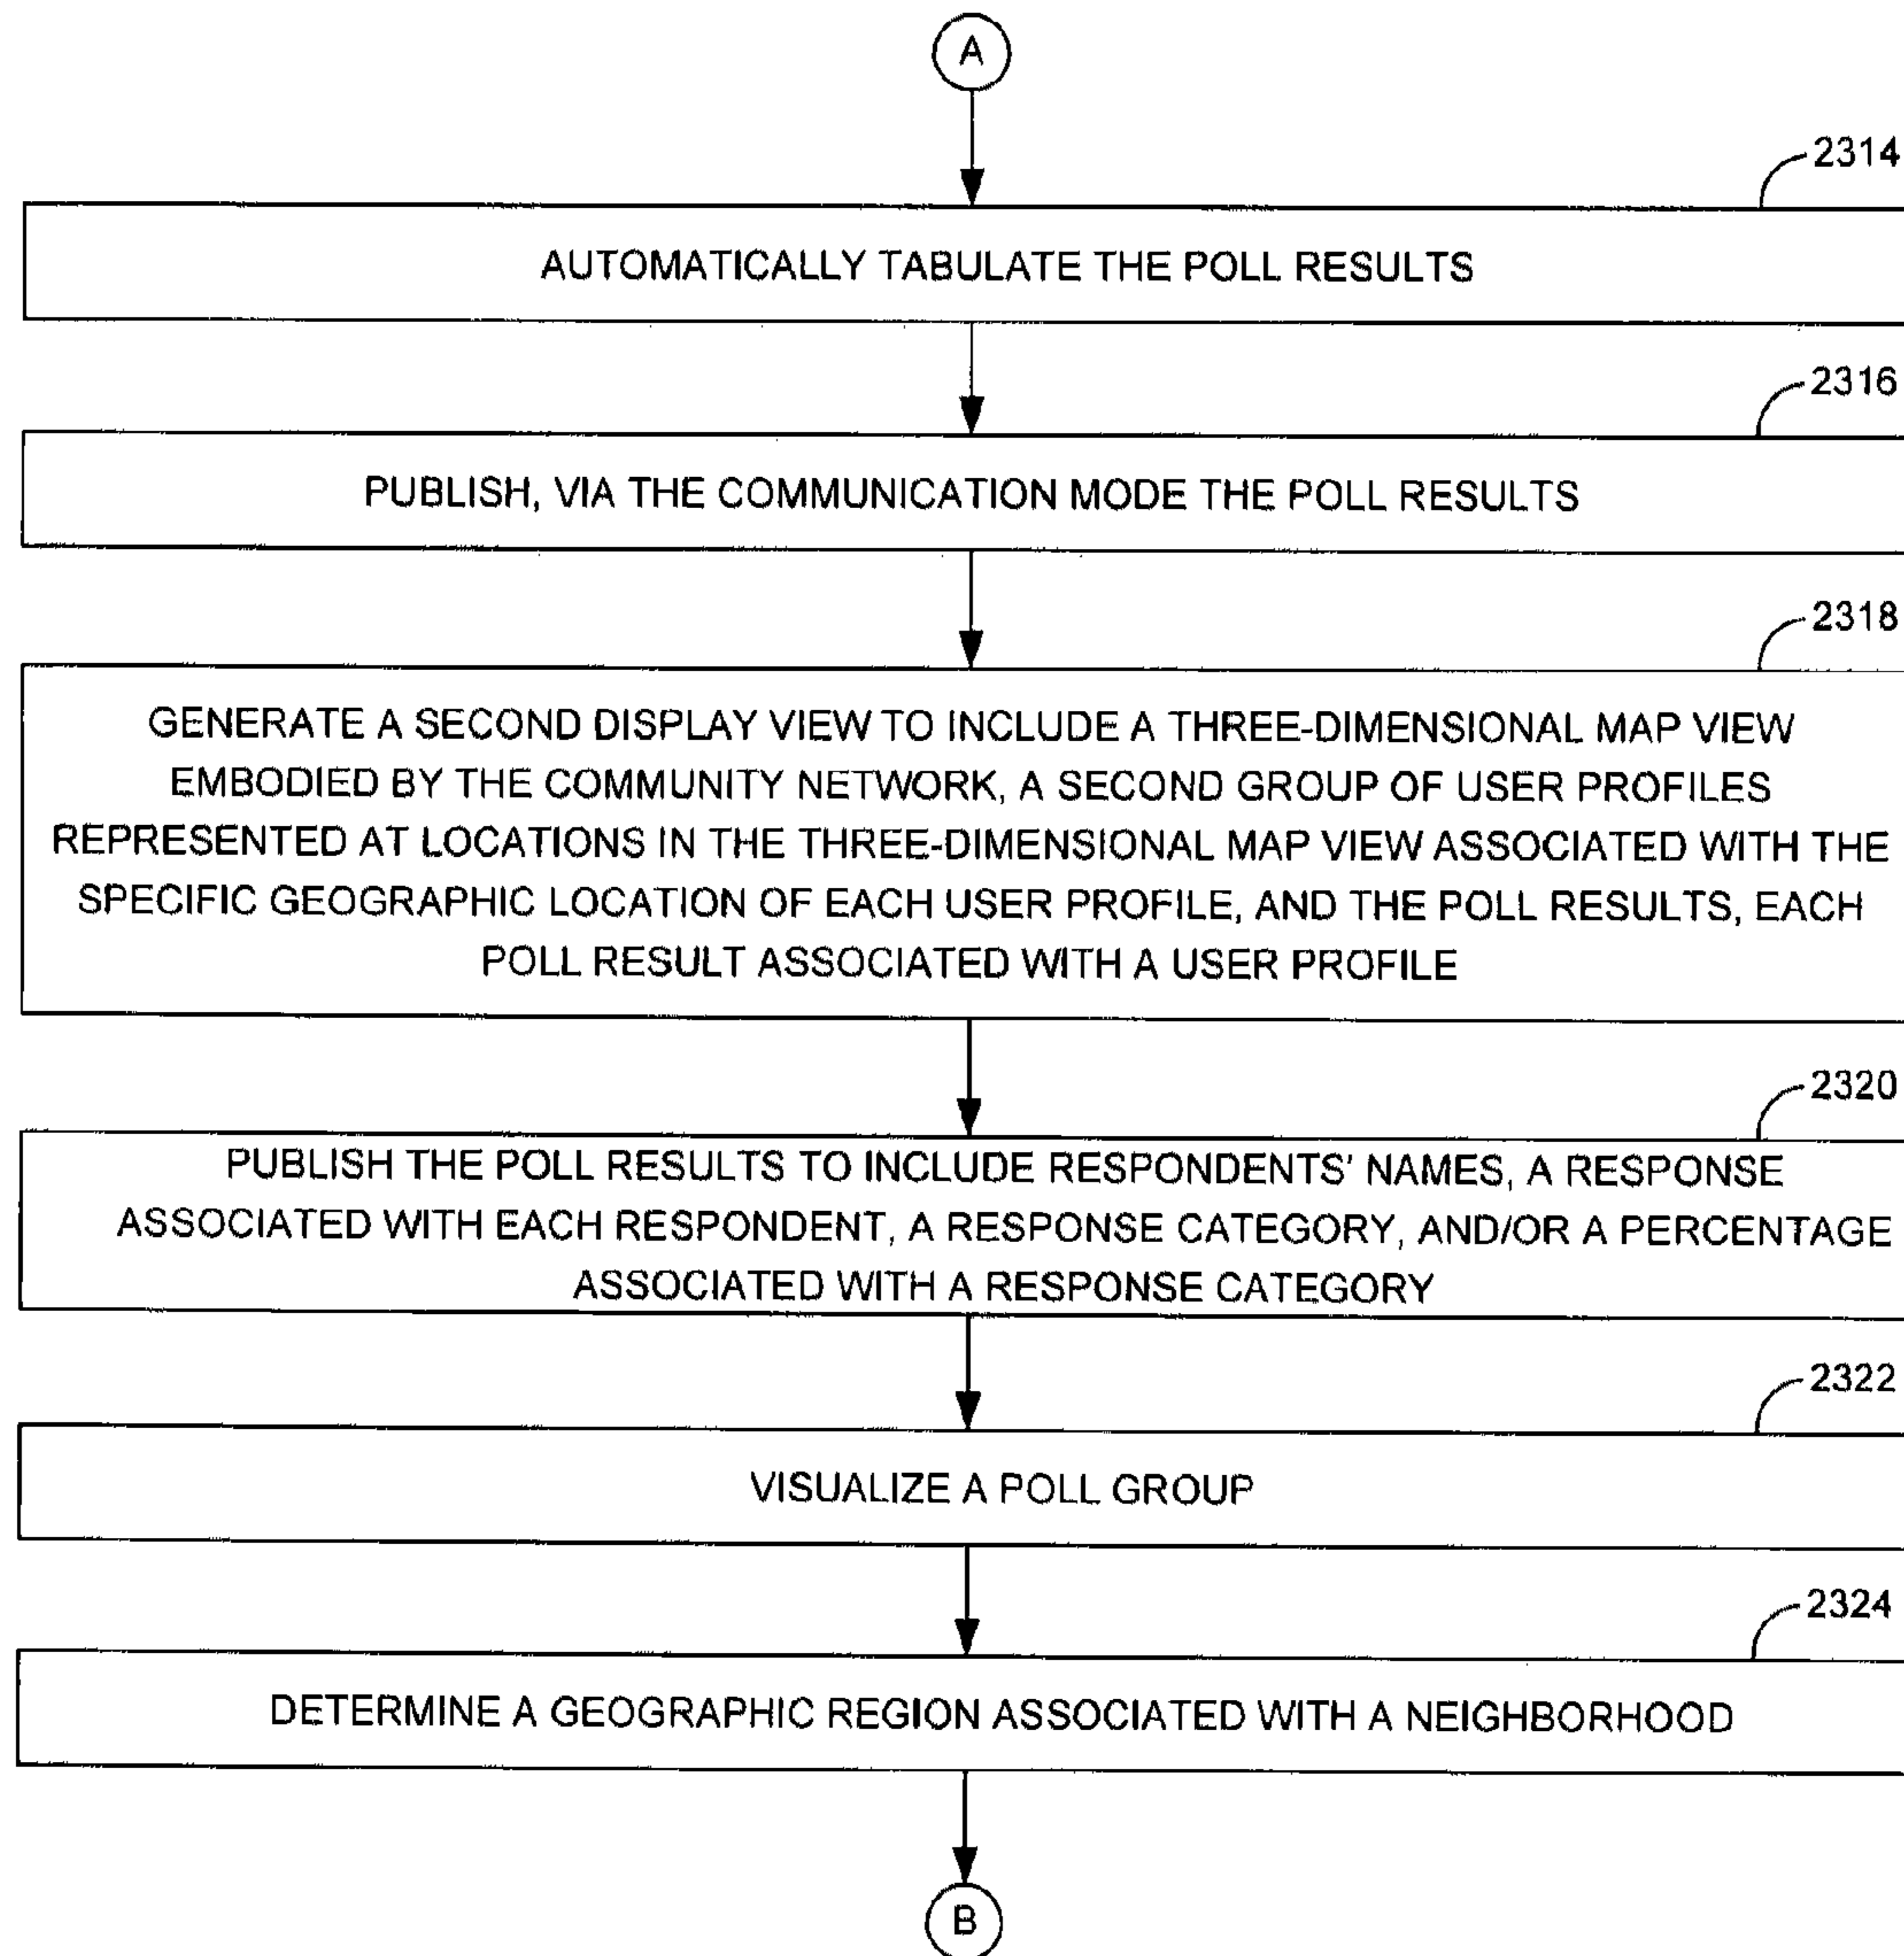 A
2314
AUTOMATICALLY TABULATE THE POLL RESULTS
2316
PUBLISH, VIA THE COMMUNICATION MODE THE POLL RESULTS
2318
GENERATE A SECOND DISPLAY VIEW TO INCLUDE A THREE-DIMENSIONAL MAP VIEW
EMBODIED BY THE COMMUNITY NETWORK, A SECOND GROUP OF USER PROFILES
REPRESENTED AT LOCATIONS IN THE THREE-DIMENSIONAL MAP VIEW ASSOCIATED WITH THE
SPECIFIC GEOGRAPHIC LOCATION OF EACH USER PROFILE, AND THE POLL RESULTS, EACH
POLL RESULT ASSOCIATED WITH A USER PROFILE
2320
PUBLISH THE POLL RESULTS TO INCLUDE RESPONDENTS' NAMES, A RESPONSE
ASSOCIATED WITH EACH RESPONDENT, A RESPONSE CATEGORY, AND/OR A PERCENTAGE
ASSOCIATED WITH A RESPONSE CATEGORY
2322
VISUALIZE A POLL GROUP
2324
DETERMINE A GEOGRAPHIC REGION ASSOCIATED WITH A NEIGHBORHOOD
B